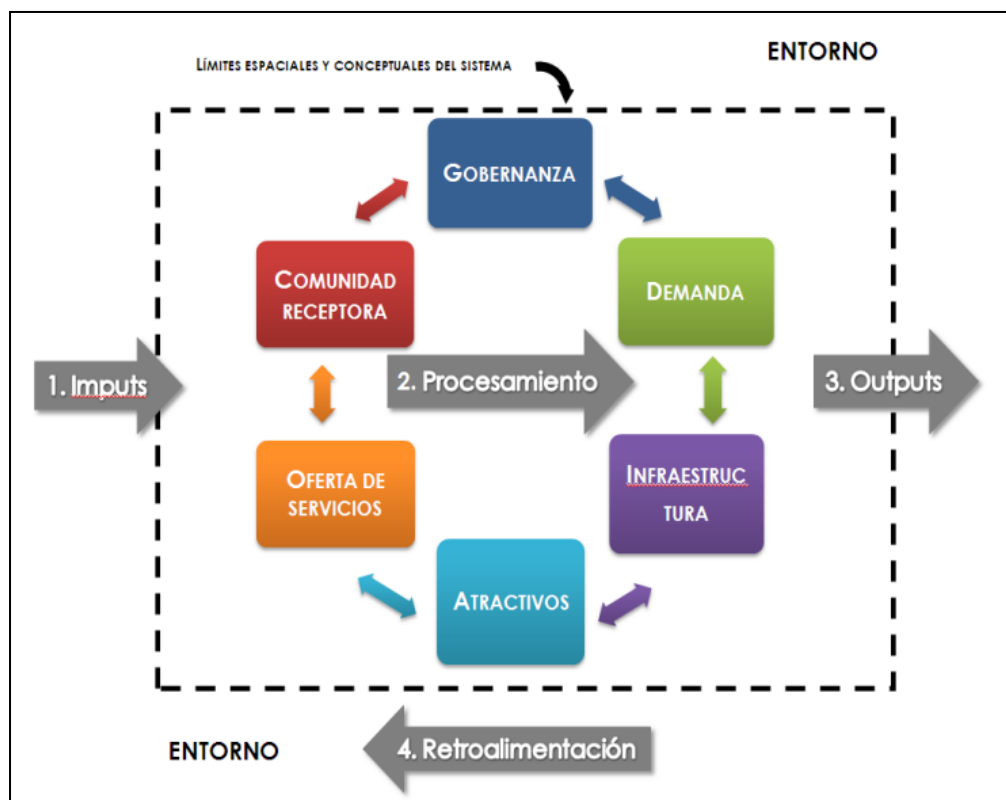 ENTORNO
LÍMITES ESPACIALES Y CONCEPTUALES DEL SISTEMA
GOBERNANZA
COMUNIDAD
RECEPTORA
DEMANDA
1. Imputs
2. Procesamiento
3. Outputs
OFERTA DE
SERVICIOS
INFRAESTRUC
TURA
ATRACTIVOS
ENTORNO
4. Retroalimentación